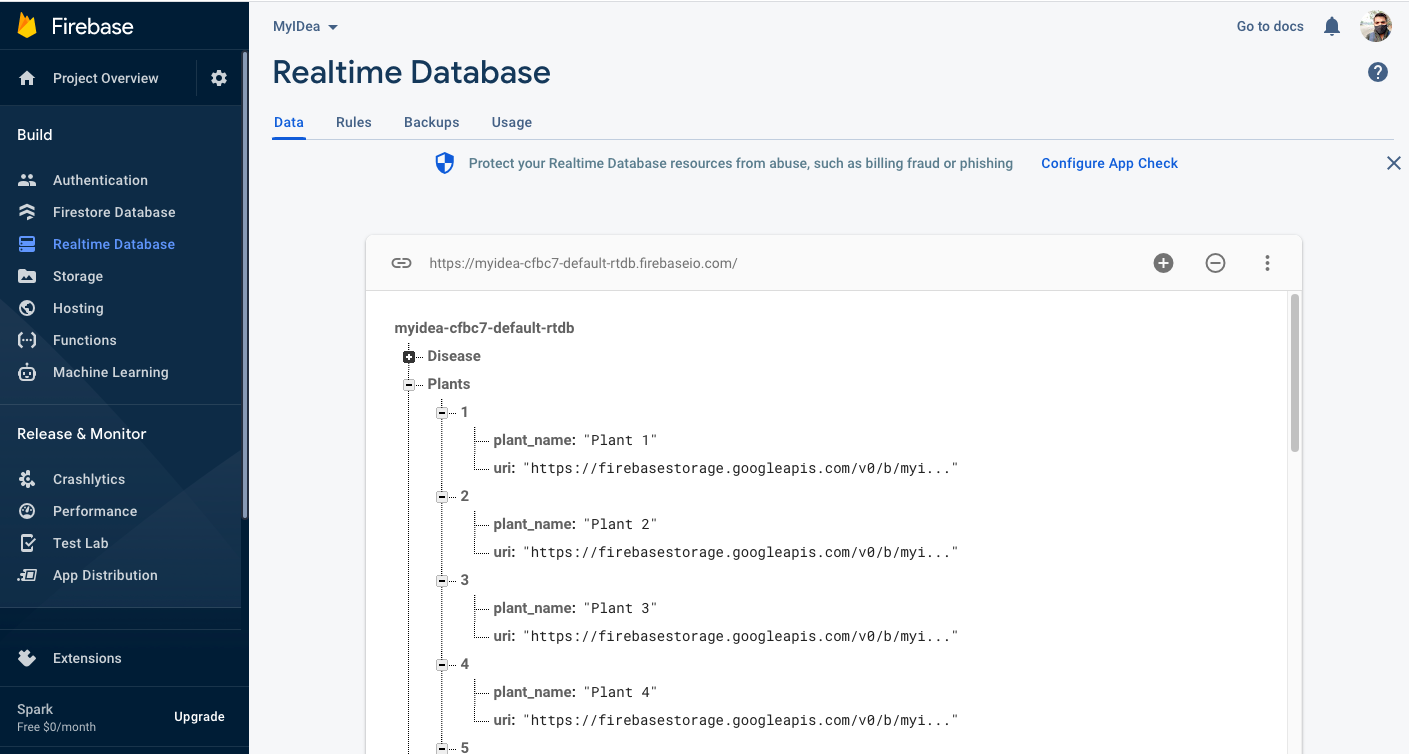 Firebase
Project Overview
Build
Authentication
Firestore Database
Realtime Database
Storage
Hosting
Functions
Machine Learning
Release & Monitor
Crashlytics
Performance
Test Lab
App Distribution
Extensions
Spark
Free $0/month
Upgrade
MyIDea
Go to docs
Realtime Database
Data Rules Backups Usage
Protect your Realtime Database resources from abuse, such as billing fraud or phishing Configure App Check
https://myidea-cfbc7-default-rtdb.firebaseio.com/
myidea-cfbc7-default-rtdb
Disease
Plants
1
plant_name: "Plant 1"
uri: "https://firebasestorage.googleapis.com/v0/b/myi..."
2
plant_name: "Plant 2"
uri: "https://firebasestorage.googleapis.com/v0/b/myi..."
3
plant_name: "Plant 3"
uri: "https://firebasestorage.googleapis.com/v0/b/myi..."
4
plant_name: "Plant 4"
uri: "https://firebasestorage.googleapis.com/v0/b/myi..."
5